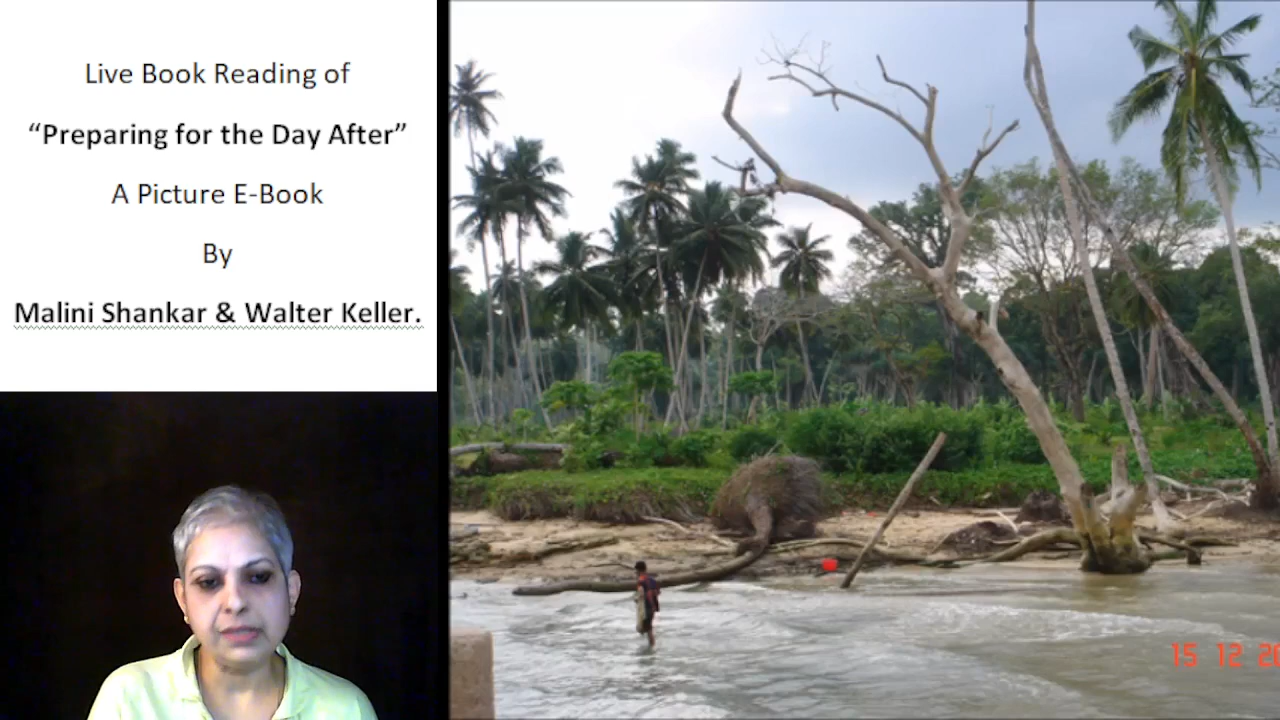 Live Book Reading of
“Preparing for the Day After”
A Picture E-Book
By
Malini Shankar & Walter Keller.
15 12 20